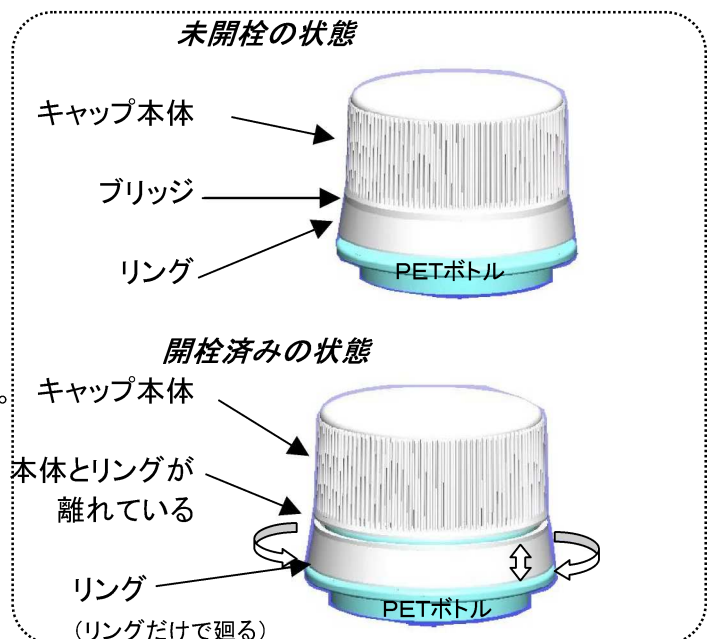 未開栓の状態
キャップ本体
ブリッジ
リング
PETボトル
開栓済みの状態
。
キャップ本体
本体とリングが
離れている
リング
(リングだけで廻る)
PETボトル